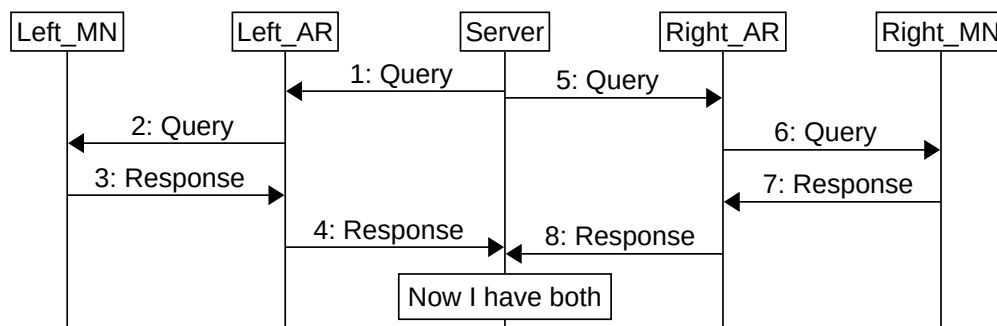 Left_MN
Left_AR
Server
Right_AR
Right_MN
1: Query
5: Query
2: Query
6: Query
3: Response
7: Response
4: Response
8: Response
Now I have both